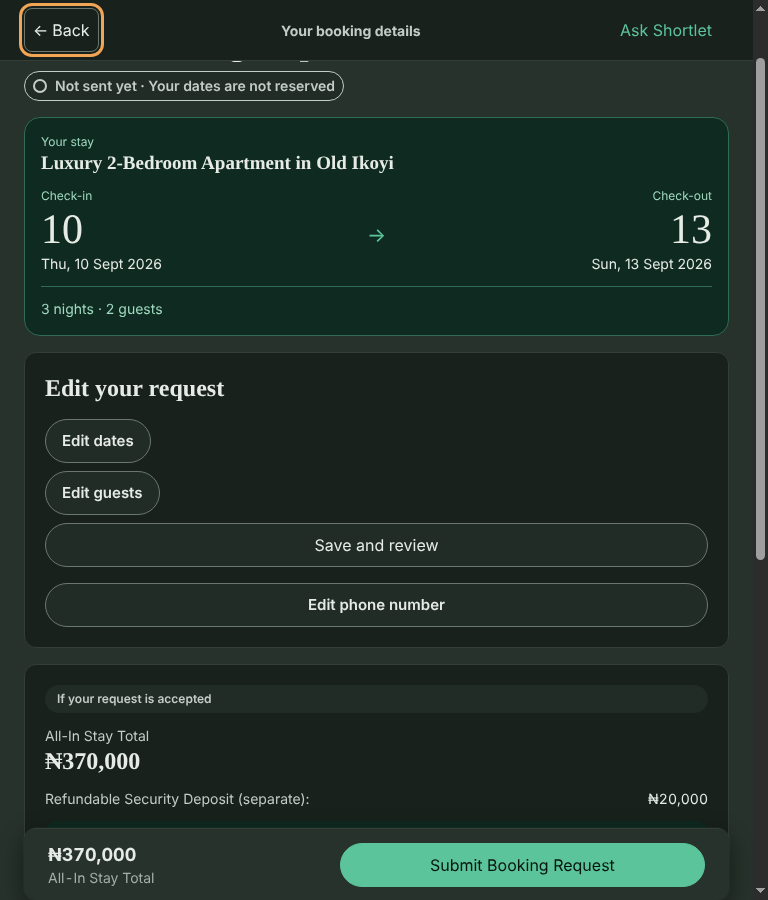 ← Back
Your booking details
Ask Shortlet
Not sent yet · Your dates are not reserved
Your stay
Luxury 2-Bedroom Apartment in Old Ikoyi
Check-in
Check-out
10
→
13
Thu, 10 Sept 2026
Sun, 13 Sept 2026
3 nights · 2 guests
Edit your request
Edit dates
Edit guests
Save and review
Edit phone number
If your request is accepted
All-In Stay Total
₦370,000
Refundable Security Deposit (separate):
₦20,000
₦370,000
All-In Stay Total
Submit Booking Request